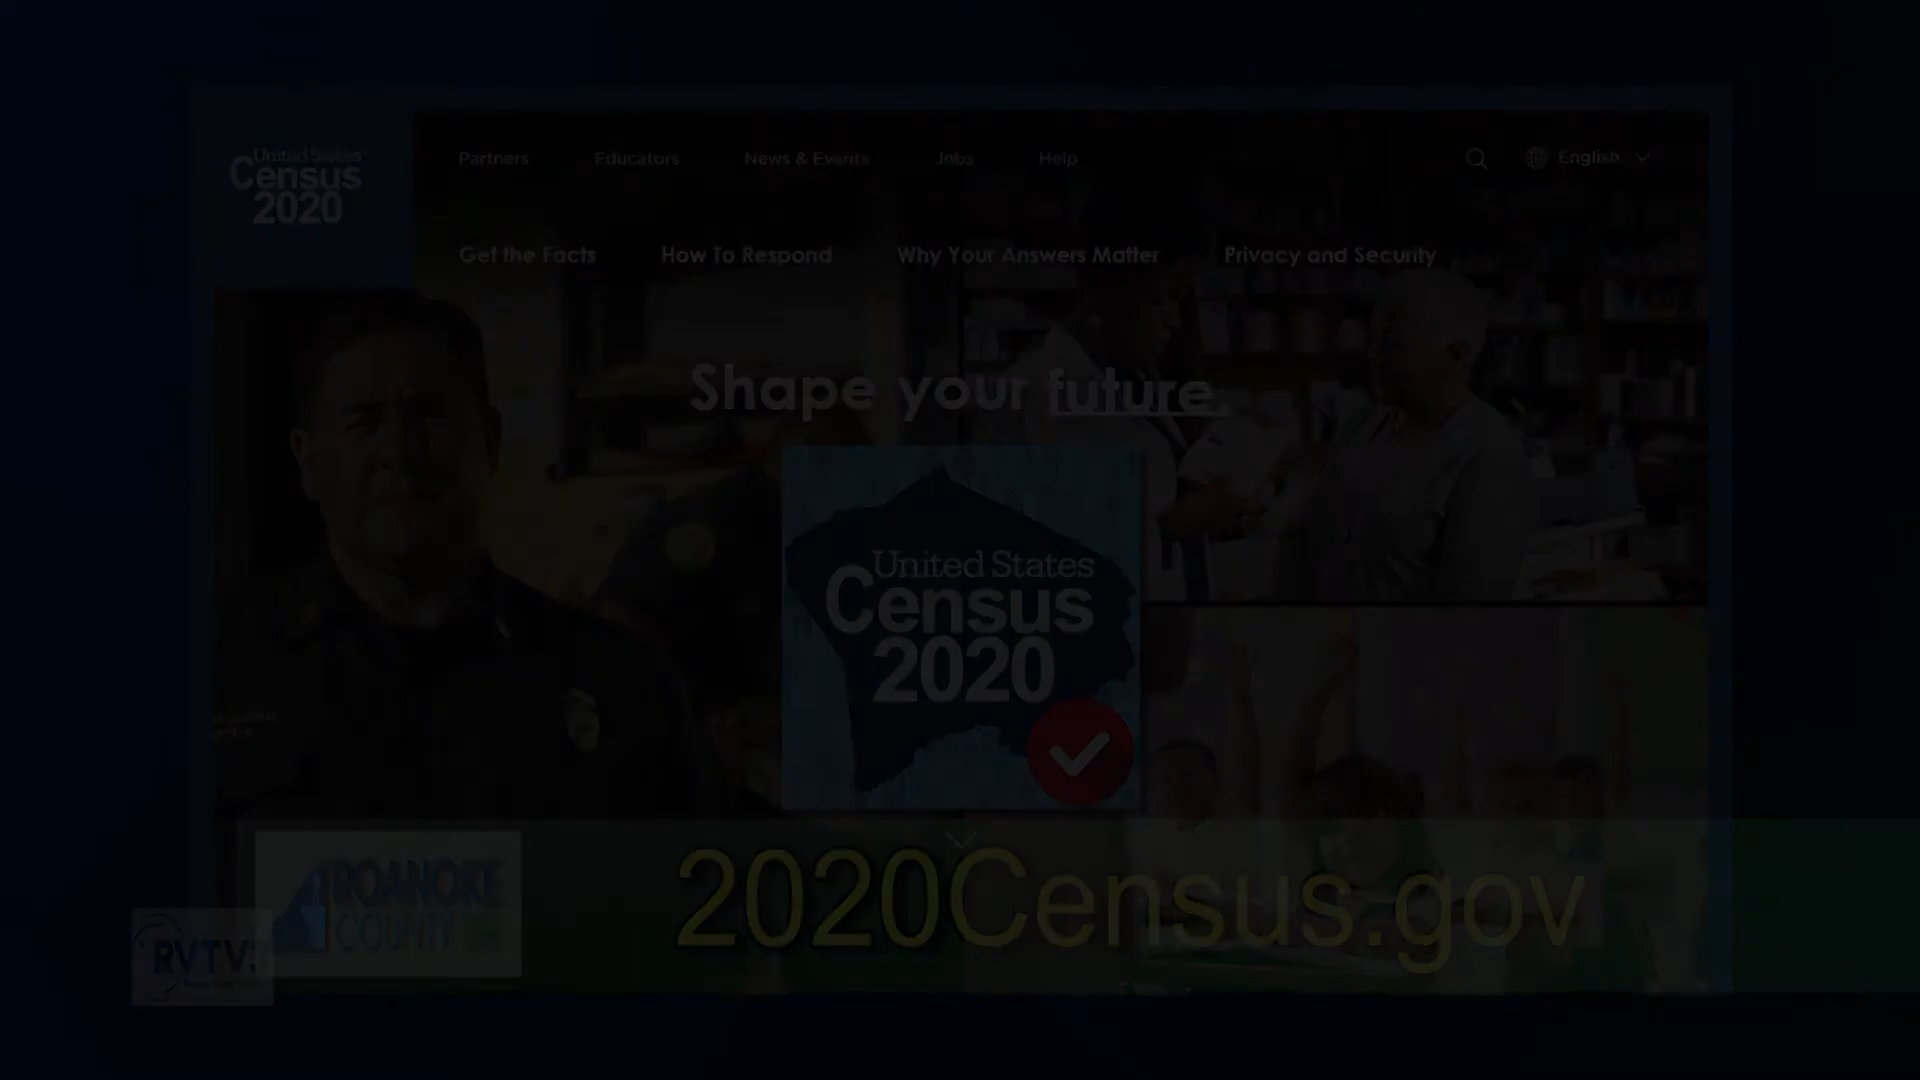 United States
Census
2020
Partners
Educators
News & Events
Jobs
Help
English
Get the Facts
How To Respond
Why Your Answers Matter
Privacy and Security
Shape your future.
United States
Census
2020
2020Census.gov
ROANOKE
COUNTY
RVTV3